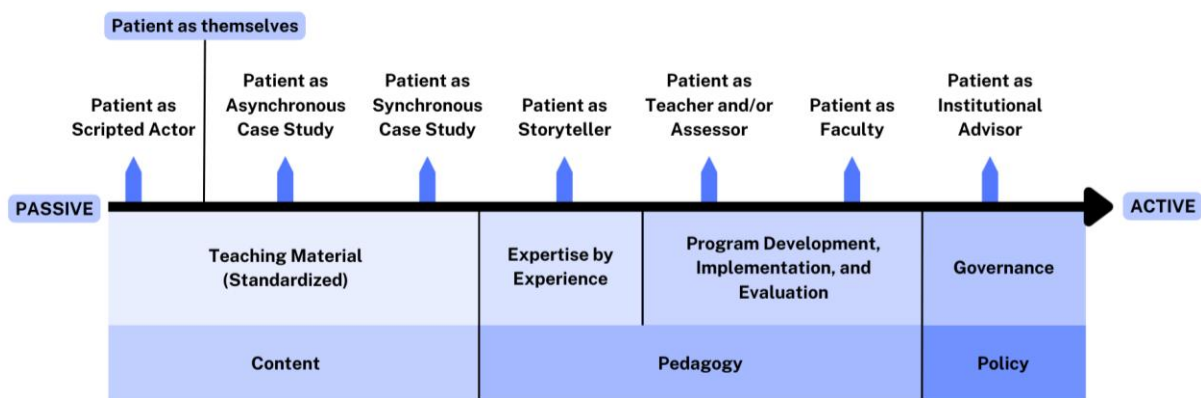 Patient as themselves
Patient as
Scripted Actor
Patient as
Asynchronous
Case Study
Patient as
Synchronous
Case Study
Patient as
Storyteller
Patient as
Teacher and/or
Assessor
Patient as
Faculty
Patient as
Institutional
Advisor
PASSIVE
ACTIVE
Teaching Material
(Standardized)
Expertise by
Experience
Program Development,
Implementation, and
Evaluation
Governance
Content
Pedagogy
Policy